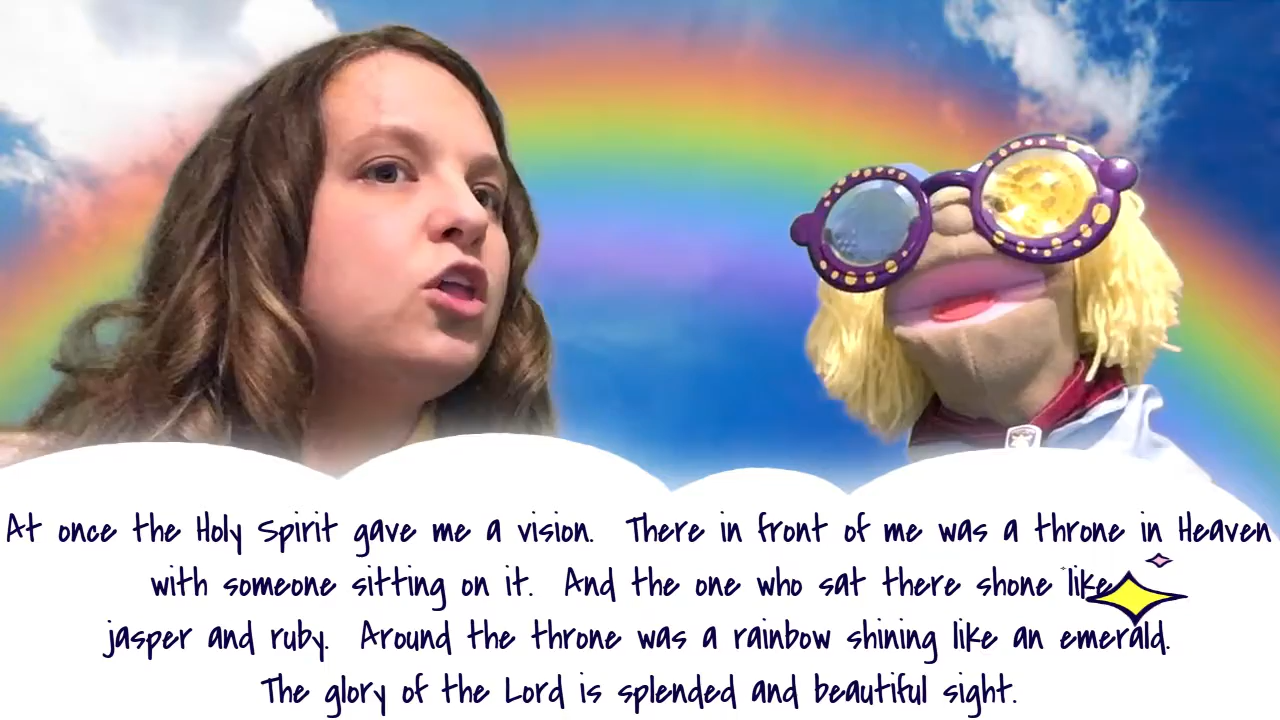 At once the Holy Spirit gave me a vision. There in front of me was a throne in Heaven
with someone sitting on it. And the one who sat there shone like
jasper and ruby. Around the throne was a rainbow shining like an emerald.
The glory of the Lord is splended and beautiful sight.